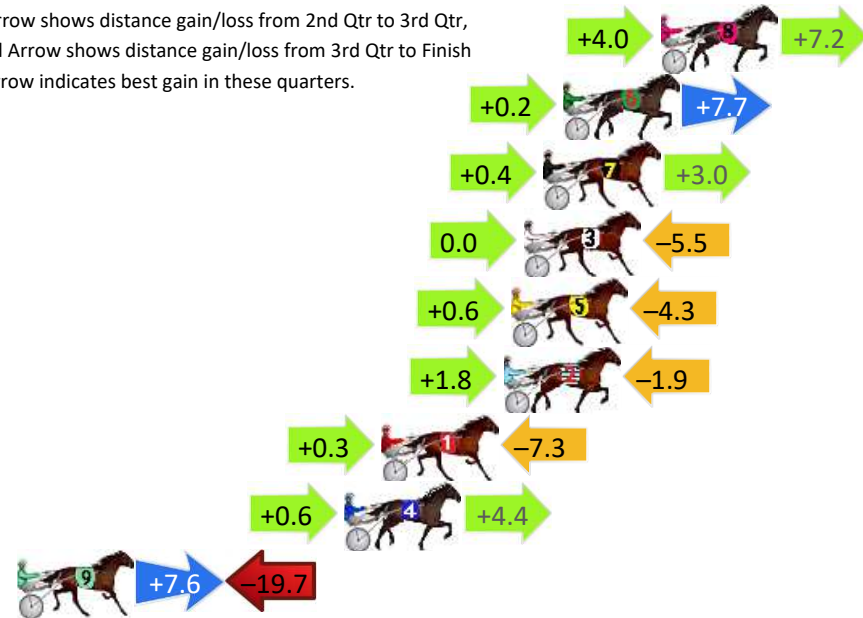 rrow shows distance gain/loss from 2nd Qtr to 3rd Qtr,
Arrow shows distance gain/loss from 3rd Qtr to Finish
rrow indicates best gain in these quarters.
+4.0 8 +7.2
+0.2 6 +7.7
+0.4 7 +3.0
0.0 3 –5.5
+0.6 5 –4.3
+1.8 2 –1.9
+0.3 1 –7.3
+0.6 4 +4.4
9 +7.6 –19.7